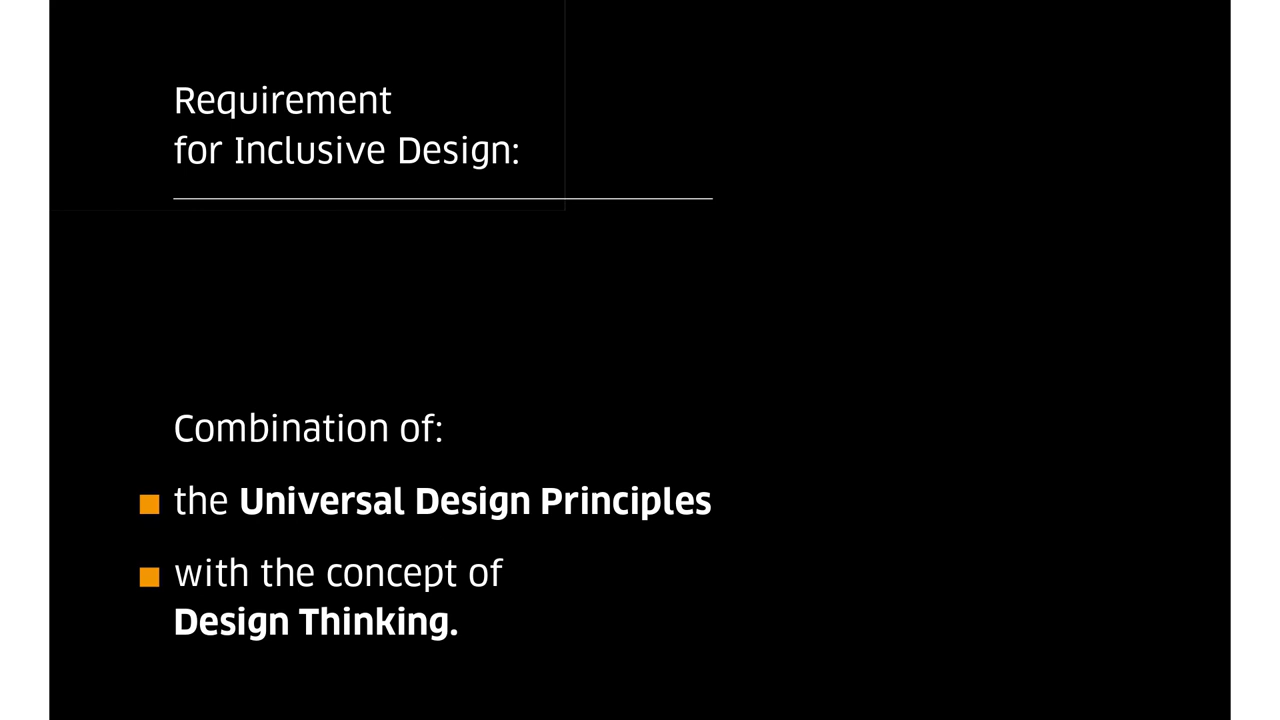 Requirement
for Inclusive Design:
Combination of:
the Universal Design Principles
with the concept of
Design Thinking.